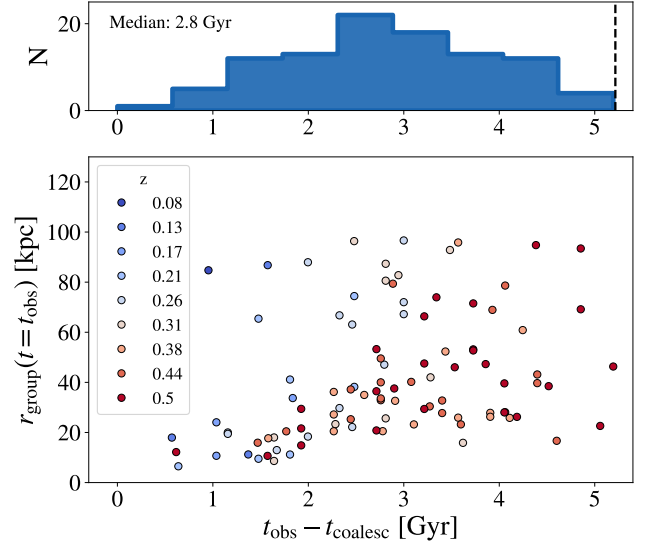 Median: 2.8 Gyr
N
20
0
0 1 2 3 4 5
r_group(t = t_obs) [kpc]
120
100
80
60
40
20
0
z
0.08
0.13
0.17
0.21
0.26
0.31
0.38
0.44
0.5
0 1 2 3 4 5
t_obs − t_coalesc [Gyr]